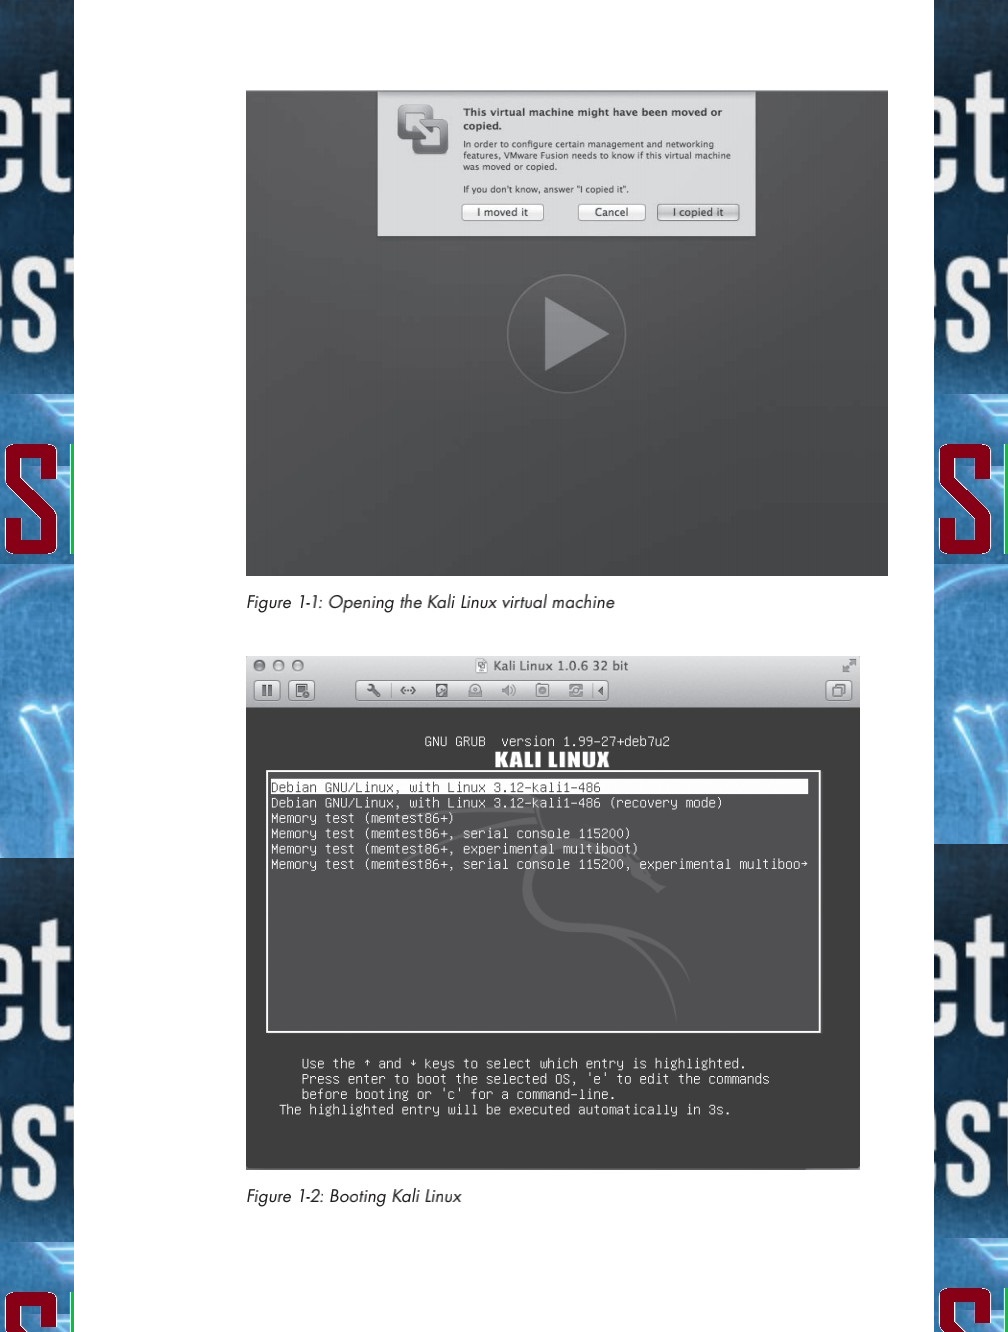 This virtual machine might have been moved or
copied.
In order to configure certain management and networking
features, VMware Fusion needs to know if this virtual machine
was moved or copied.
If you don't know, answer "I copied it".
I moved it
Cancel
I copied it
Figure 1-1: Opening the Kali Linux virtual machine
Kali Linux 1.0.6 32 bit
GNU GRUB version 1.99-27+deb7u2
KALI LINUX
Debian GNU/Linux, with Linux 3.12-kali1-486
Debian GNU/Linux, with Linux 3.12-kali1-486 (recovery mode)
Memory test (memtest86+)
Memory test (memtest86+, serial console 115200)
Memory test (memtest86+, experimental multiboot)
Memory test (memtest86+, serial console 115200, experimental multiboo→
Use the ↑ and ↓ keys to select which entry is highlighted.
Press enter to boot the selected OS, 'e' to edit the commands
before booting or 'c' for a command-line.
The highlighted entry will be executed automatically in 3s.
Figure 1-2: Booting Kali Linux